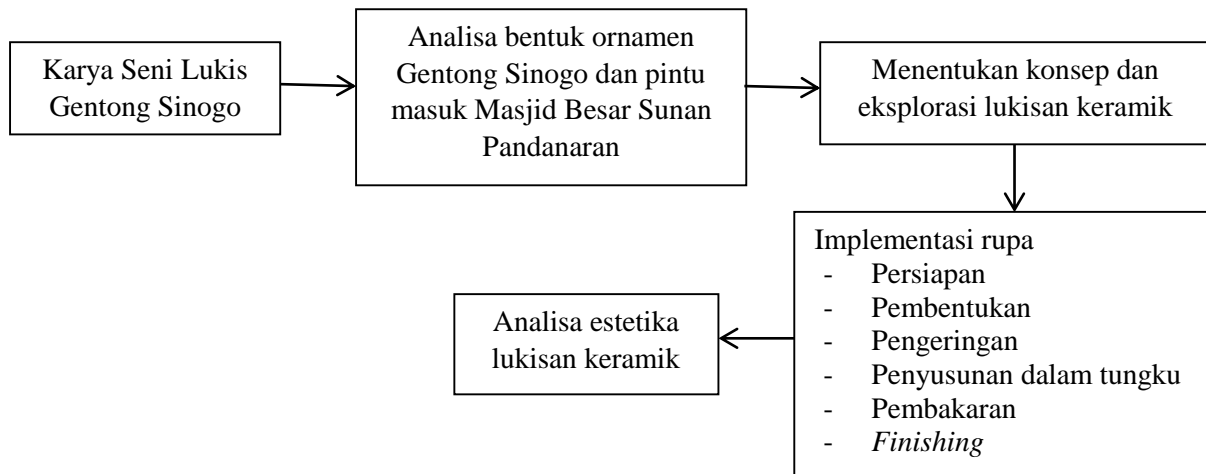 Karya Seni Lukis
Gentong Sinogo
Analisa bentuk ornamen
Gentong Sinogo dan pintu
masuk Masjid Besar Sunan
Pandanaran
Menentukan konsep dan
eksplorasi lukisan keramik
Implementasi rupa
- Persiapan
- Pembentukan
- Pengeringan
- Penyusunan dalam tungku
- Pembakaran
- Finishing
Analisa estetika
lukisan keramik